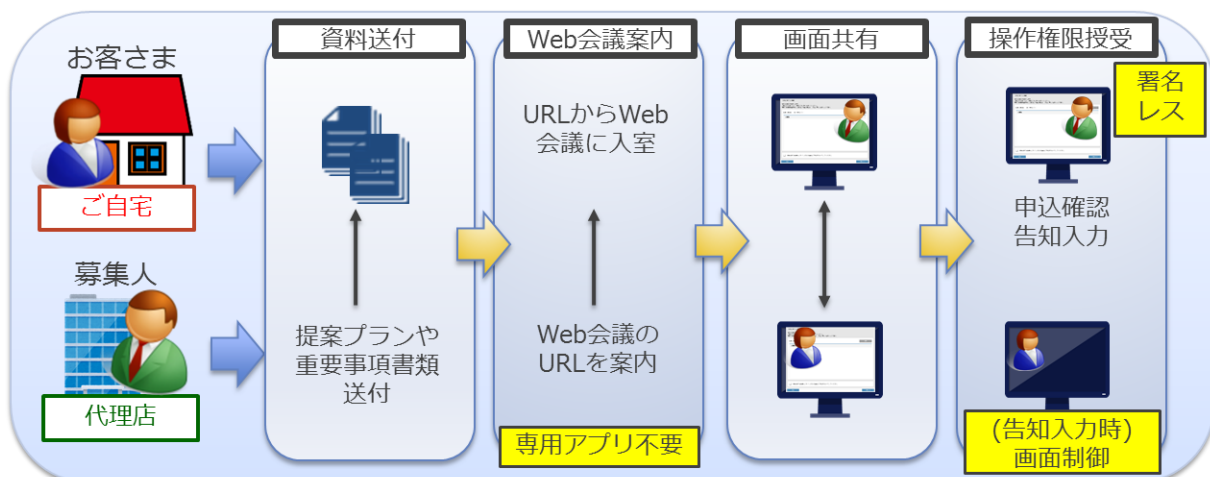 お客さま
ご自宅
募集人
代理店
資料送付
提案プランや
重要事項書類
送付
Web会議案内
URLからWeb
会議に入室
Web会議の
URLを案内
専用アプリ不要
画面共有
操作権限授受
署名
レス
申込確認
告知入力
(告知入力時)
画面制御